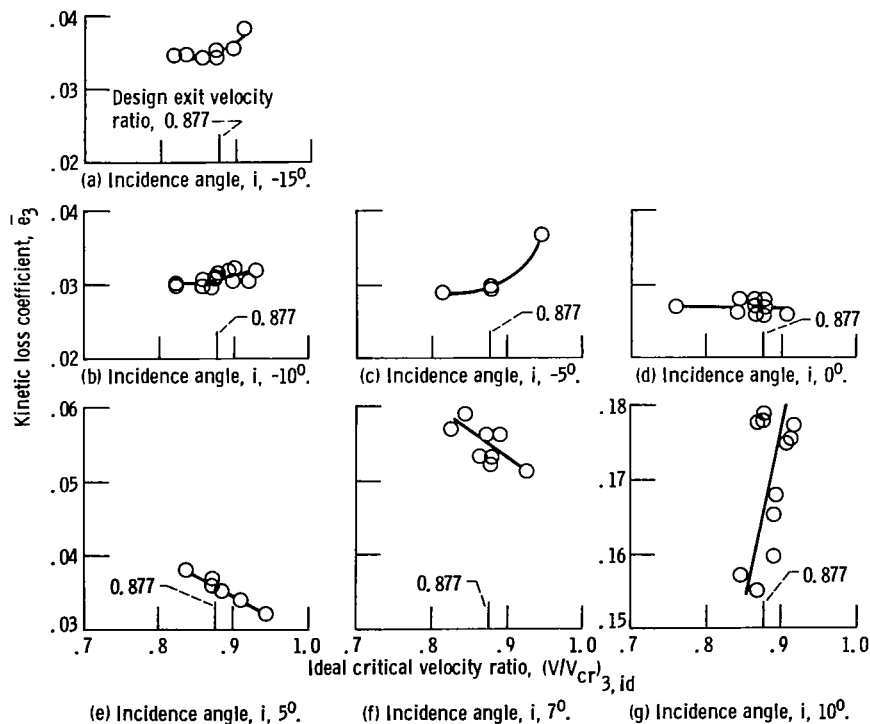 .04
.03
.02
Design exit velocity
ratio, 0.877
(a) Incidence angle, i, -15⁰.
Kinetic loss coefficient, e̅₃
.04
.03
.02
0.877
(b) Incidence angle, i, -10⁰.
0.877
(c) Incidence angle, i, -5⁰.
0.877
(d) Incidence angle, i, 0⁰.
.06
.05
.04
.03
0.877
.7 .8 .9 1.0
0.877
.7 .8 .9 1.0
.18
.17
.16
.15
0.877
.7 .8 .9 1.0
Ideal critical velocity ratio, (V/V_cr)₃,id
(e) Incidence angle, i, 5⁰.
(f) Incidence angle, i, 7⁰.
(g) Incidence angle, i, 10⁰.